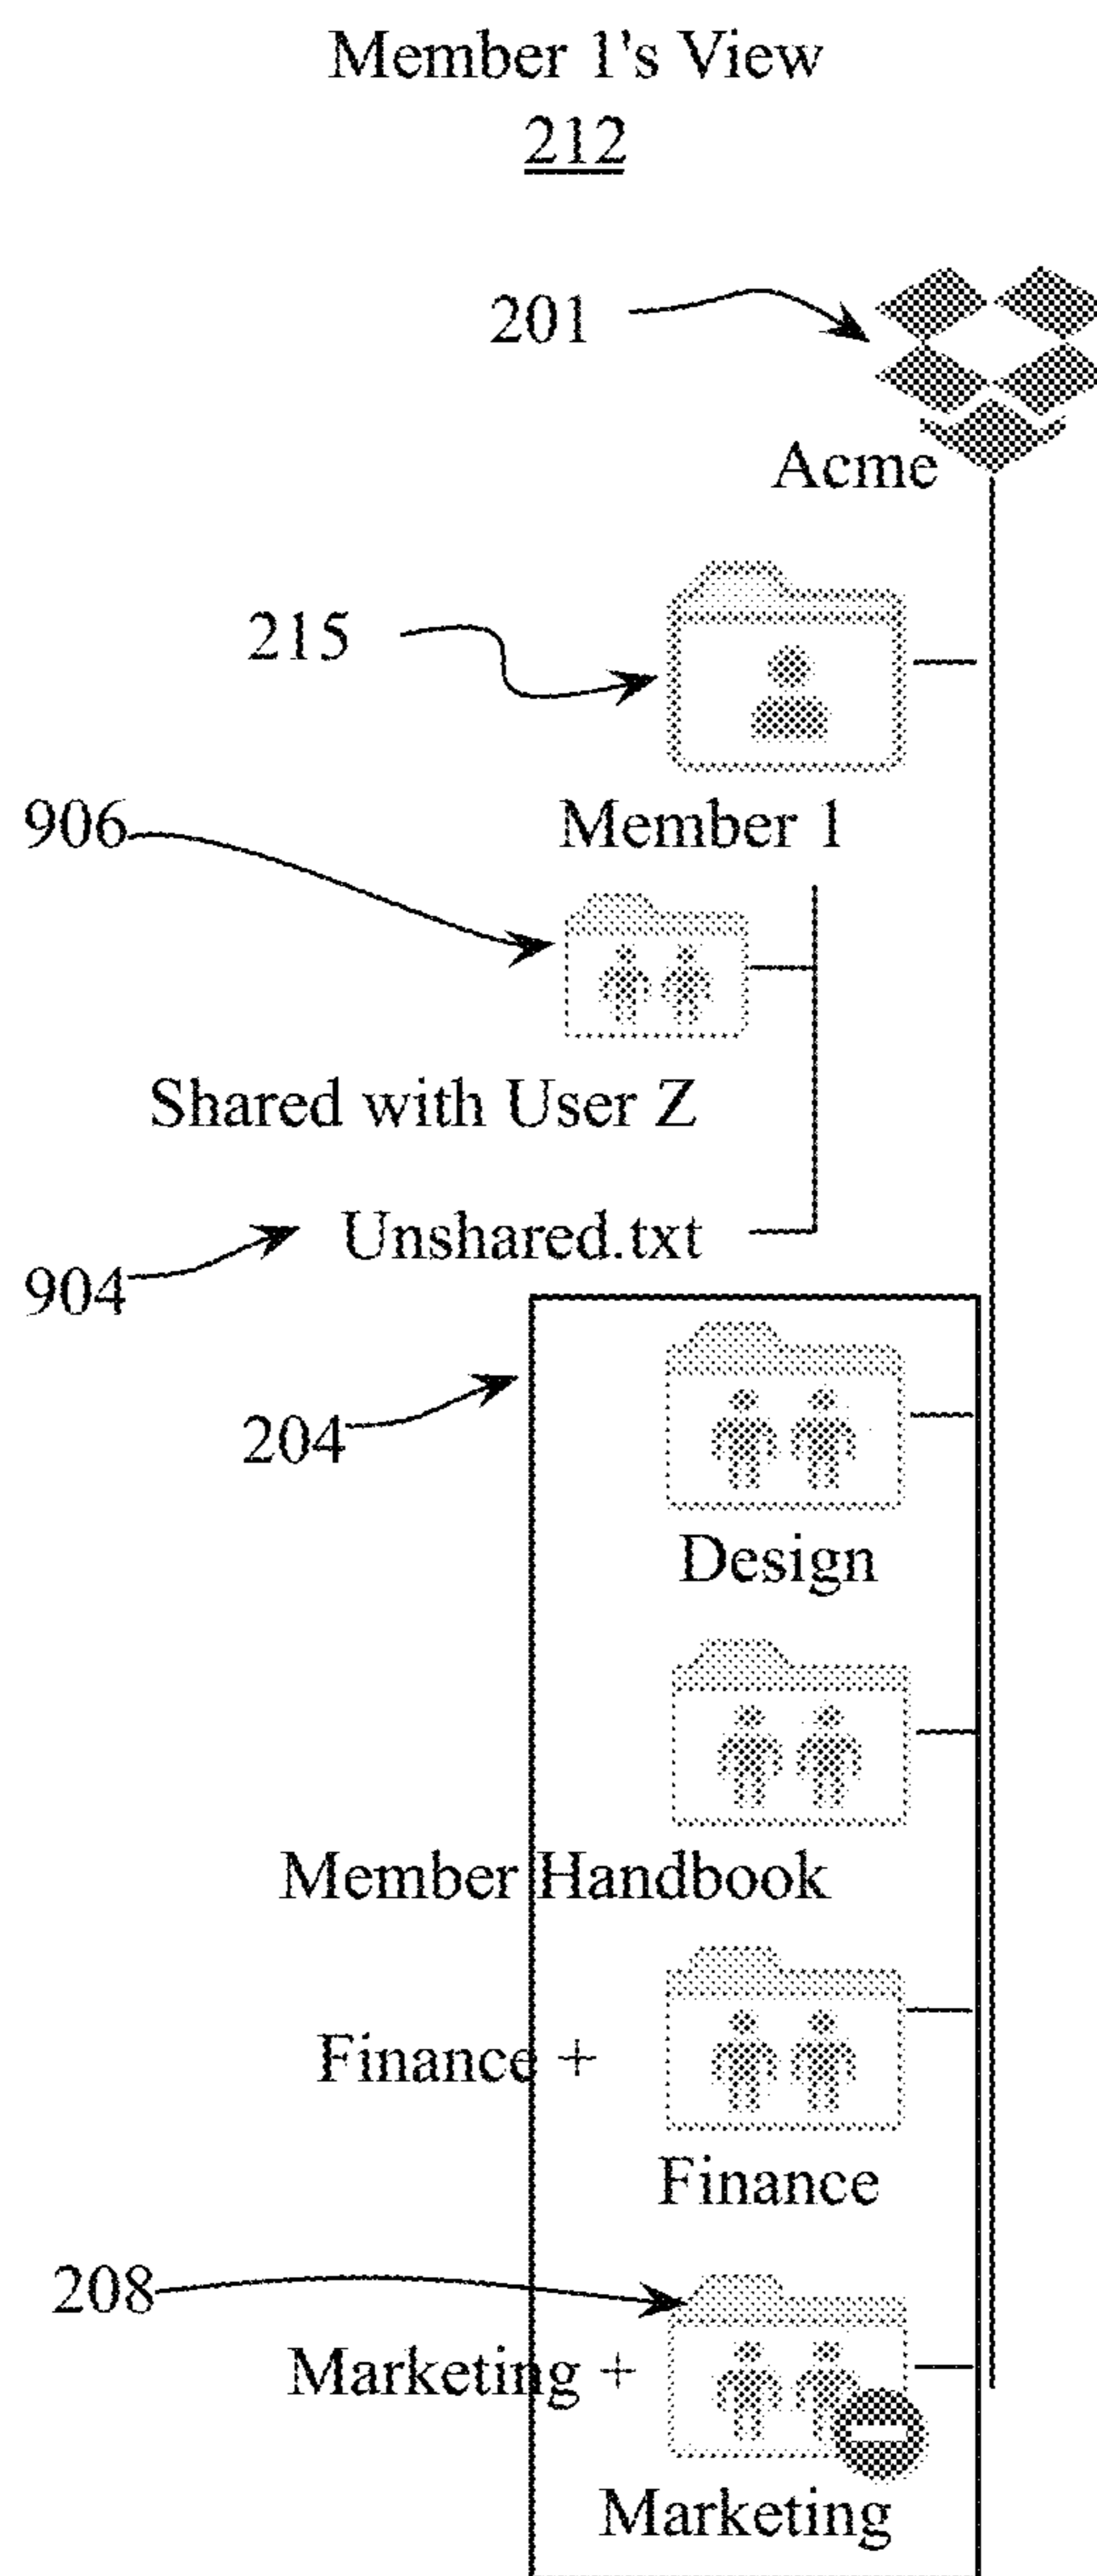 Member 1's View
212
201
Acme
215
906
Member 1
Shared with User Z
Unshared.txt
904
204
Design
Member Handbook
Finance +
Finance
208
Marketing +
Marketing